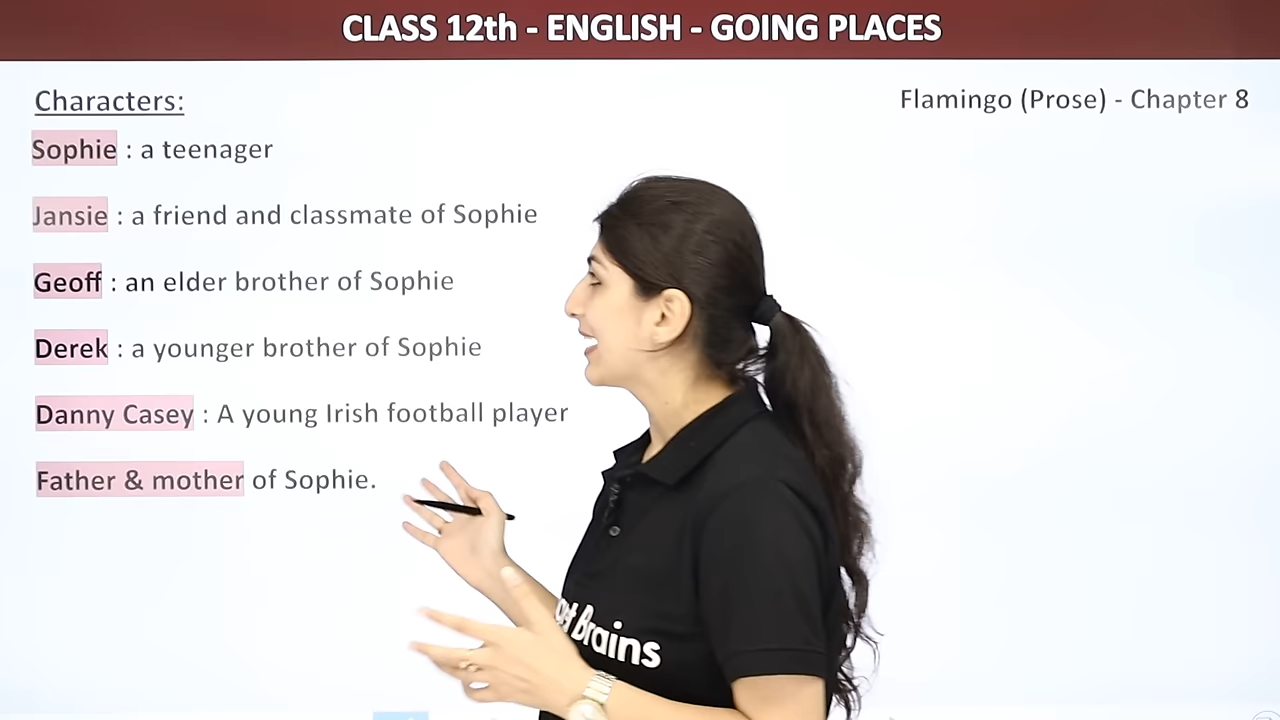 CLASS 12th - ENGLISH - GOING PLACES
Characters:
Flamingo (Prose) - Chapter 8
Sophie : a teenager
Jansie : a friend and classmate of Sophie
Geoff : an elder brother of Sophie
Derek : a younger brother of Sophie
Danny Casey : A young Irish football player
Father & mother of Sophie.
Brains